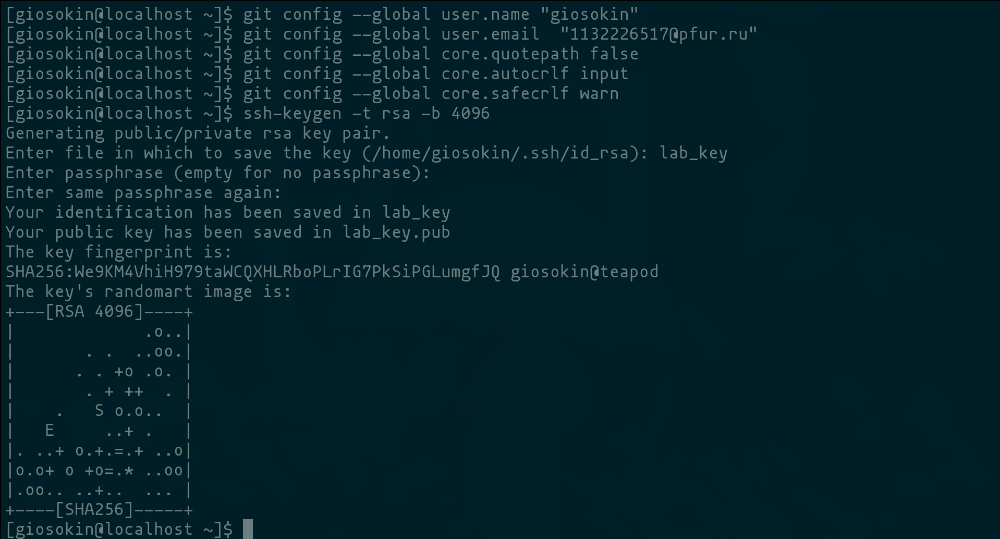 [giosokin@localhost ~]$ git config --global user.name "giosokin"
[giosokin@localhost ~]$ git config --global user.email  "1132226517@pfur.ru"
[giosokin@localhost ~]$ git config --global core.quotepath false
[giosokin@localhost ~]$ git config --global core.autocrlf input
[giosokin@localhost ~]$ git config --global core.safecrlf warn
[giosokin@localhost ~]$ ssh-keygen -t rsa -b 4096
Generating public/private rsa key pair.
Enter file in which to save the key (/home/giosokin/.ssh/id_rsa): lab_key
Enter passphrase (empty for no passphrase):
Enter same passphrase again:
Your identification has been saved in lab_key
Your public key has been saved in lab_key.pub
The key fingerprint is:
SHA256:We9KM4VhiH979taWCQXHLRboPLrIG7PkSiPGLumgfJQ giosokin@teapod
The key's randomart image is:
+---[RSA 4096]----+
|             .o..|
|       . .  ..oo.|
|      . . +o .o. |
|       . + ++  . |
|    .   S o.o..  |
|   E     ..+ .   |
|. ..+ o.+.=.+ ..o|
|o.o+ o +o=.* ..oo|
|.oo.. ..+..  ... |
+----[SHA256]-----+
[giosokin@localhost ~]$